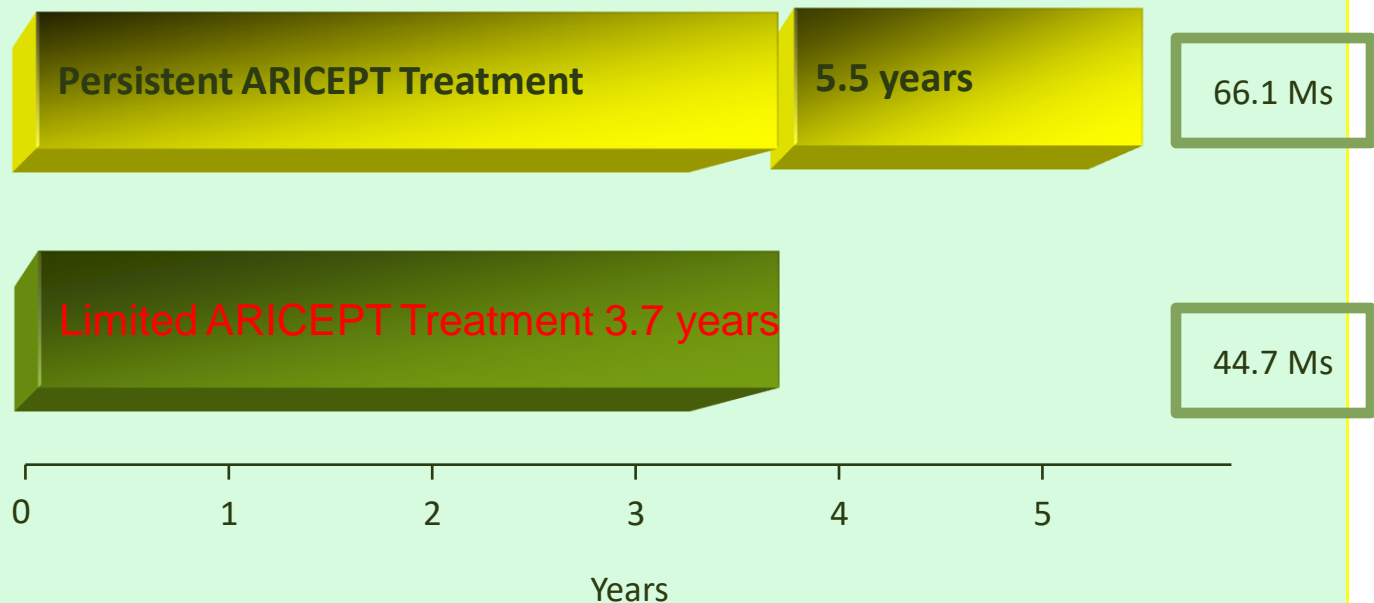 Persistent ARICEPT Treatment
5.5 years
66.1 Ms
Limited ARICEPT Treatment 3.7 years
44.7 Ms
0 1 2 3 4 5
Years